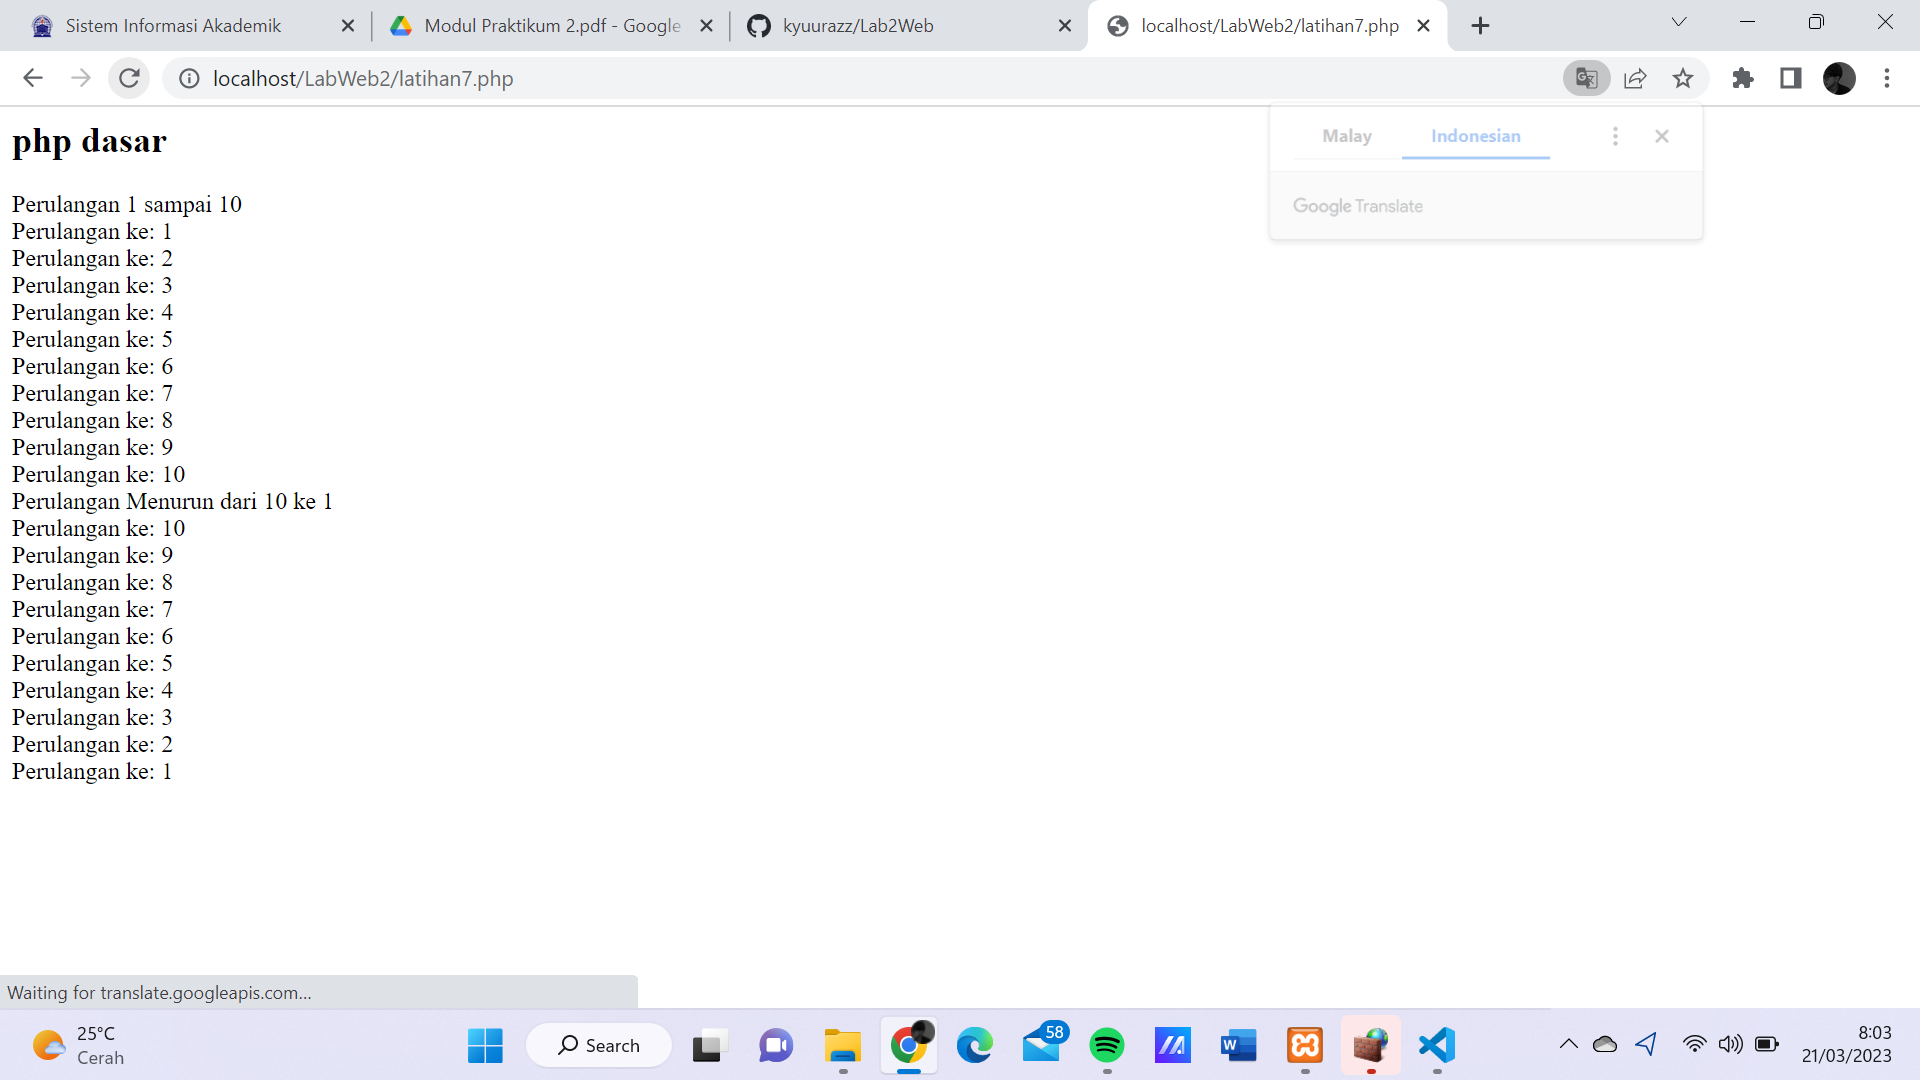 Sistem Informasi Akademik
Modul Praktikum 2.pdf - Google
kyuurazz/Lab2Web
localhost/LabWeb2/latihan7.php
localhost/LabWeb2/latihan7.php
Malay
Indonesian
Google Translate
php dasar
Perulangan 1 sampai 10
Perulangan ke: 1
Perulangan ke: 2
Perulangan ke: 3
Perulangan ke: 4
Perulangan ke: 5
Perulangan ke: 6
Perulangan ke: 7
Perulangan ke: 8
Perulangan ke: 9
Perulangan ke: 10
Perulangan Menurun dari 10 ke 1
Perulangan ke: 10
Perulangan ke: 9
Perulangan ke: 8
Perulangan ke: 7
Perulangan ke: 6
Perulangan ke: 5
Perulangan ke: 4
Perulangan ke: 3
Perulangan ke: 2
Perulangan ke: 1
Waiting for translate.googleapis.com...
25°C
Cerah
Search
58
8:03
21/03/2023